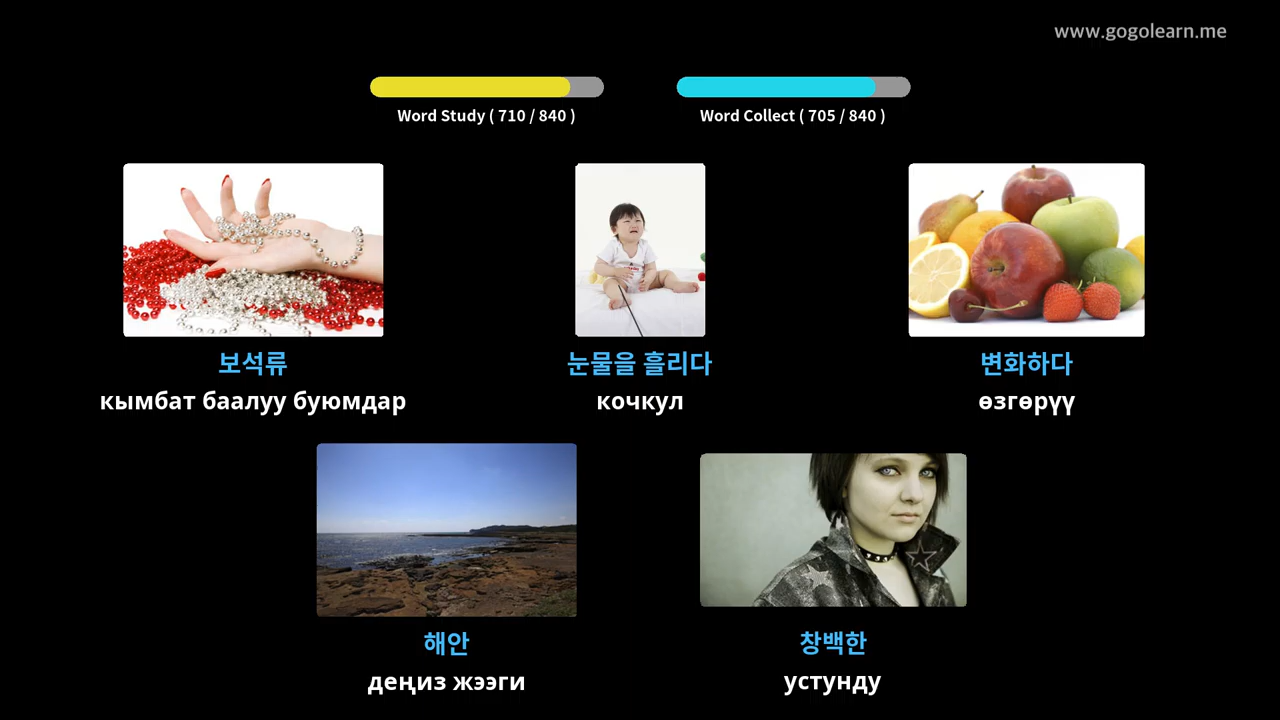 www.gogolearn.me
Word Study ( 710 / 840 )
Word Collect ( 705 / 840 )
보석류
눈물을 흘리다
변화하다
кымбат баалуу буюмдар
кочкул
өзгөрүү
해안
창백한
деңиз жээги
устунду